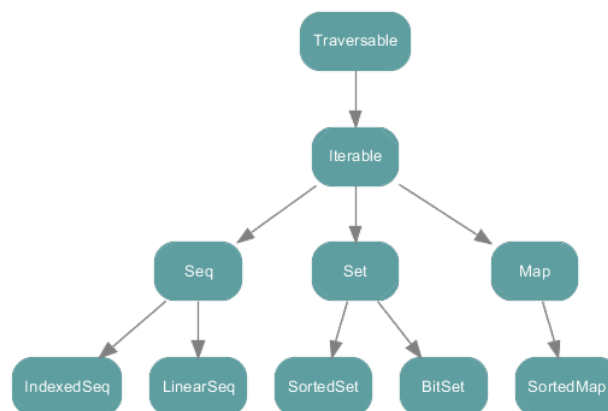 Traversable
Iterable
Seq
Set
Map
IndexedSeq
LinearSeq
SortedSet
BitSet
SortedMap